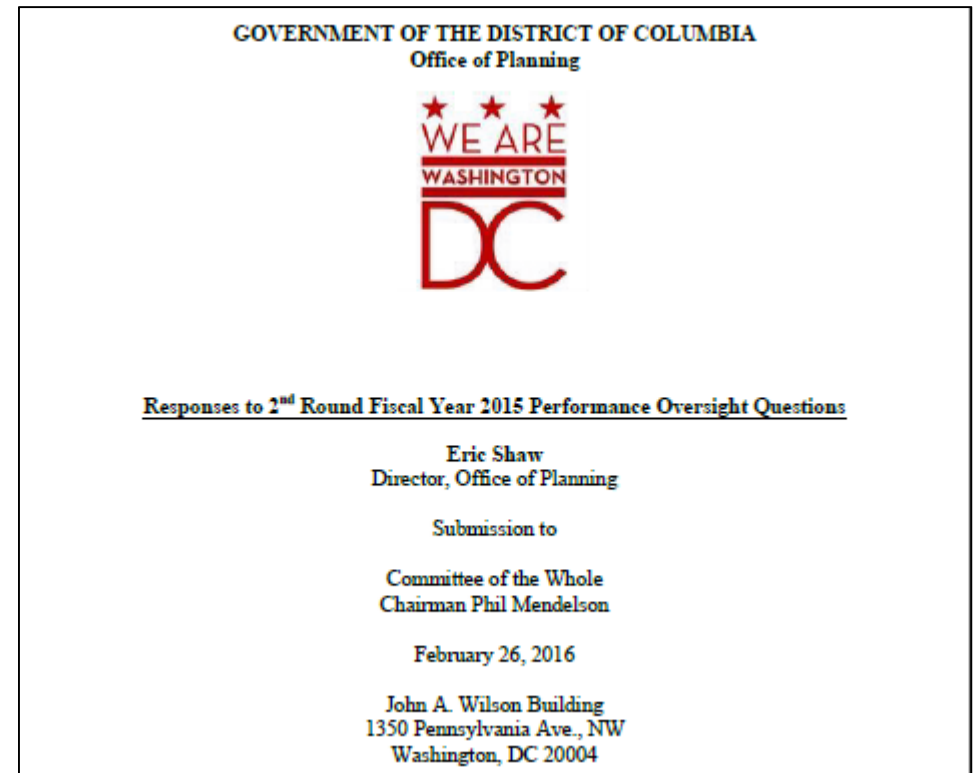 GOVERNMENT OF THE DISTRICT OF COLUMBIA
Office of Planning
WE ARE
WASHINGTON
DC
Responses to 2nd Round Fiscal Year 2015 Performance Oversight Questions
Eric Shaw
Director, Office of Planning
Submission to
Committee of the Whole
Chairman Phil Mendelson
February 26, 2016
John A. Wilson Building
1350 Pennsylvania Ave., NW
Washington, DC 20004